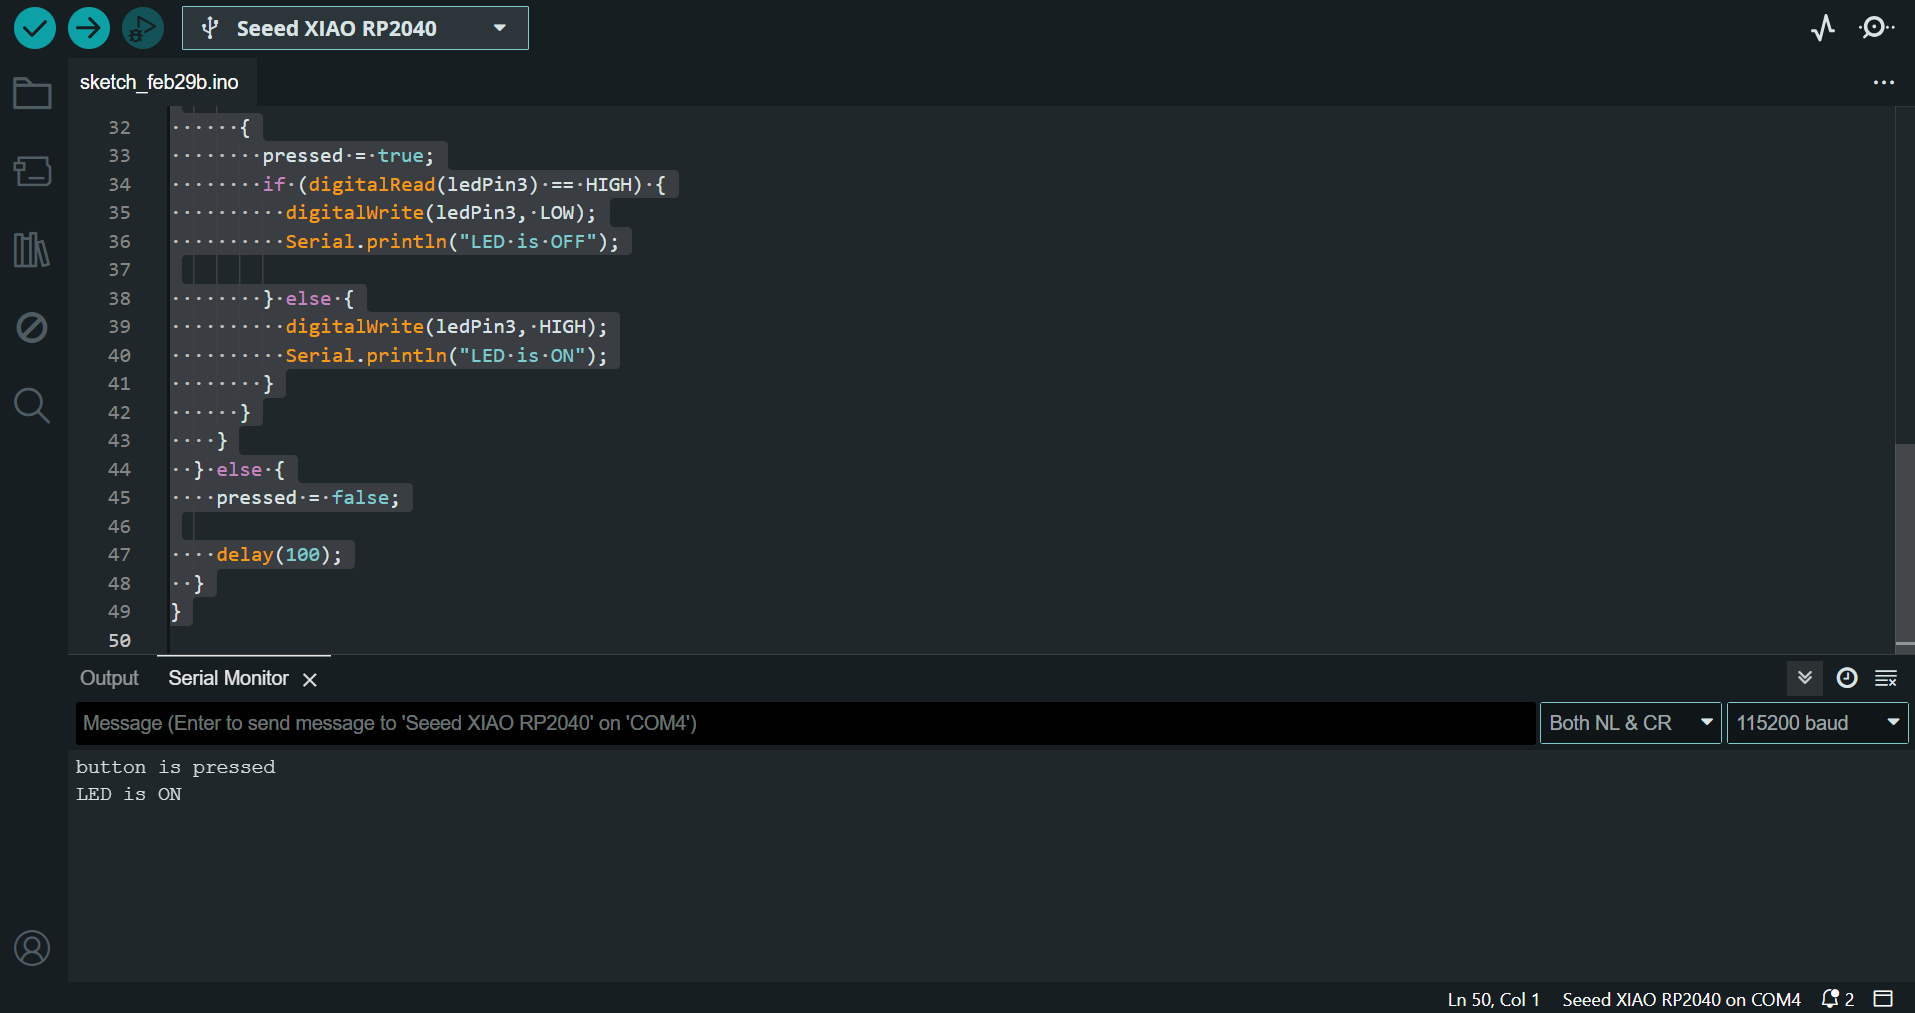 Seeed XIAO RP2040
sketch_feb29b.ino
32 {
33 pressed = true;
34 if (digitalRead(ledPin3) == HIGH) {
35 digitalWrite(ledPin3, LOW);
36 Serial.println("LED is OFF");
37
38 } else {
39 digitalWrite(ledPin3, HIGH);
40 Serial.println("LED is ON");
41 }
42 }
43 }
44 } else {
45 pressed = false;
46
47 delay(100);
48 }
49 }
50
Output Serial Monitor
Message (Enter to send message to 'Seeed XIAO RP2040' on 'COM4') Both NL & CR 115200 baud
button is pressed
LED is ON
Ln 50, Col 1 Seeed XIAO RP2040 on COM4 2